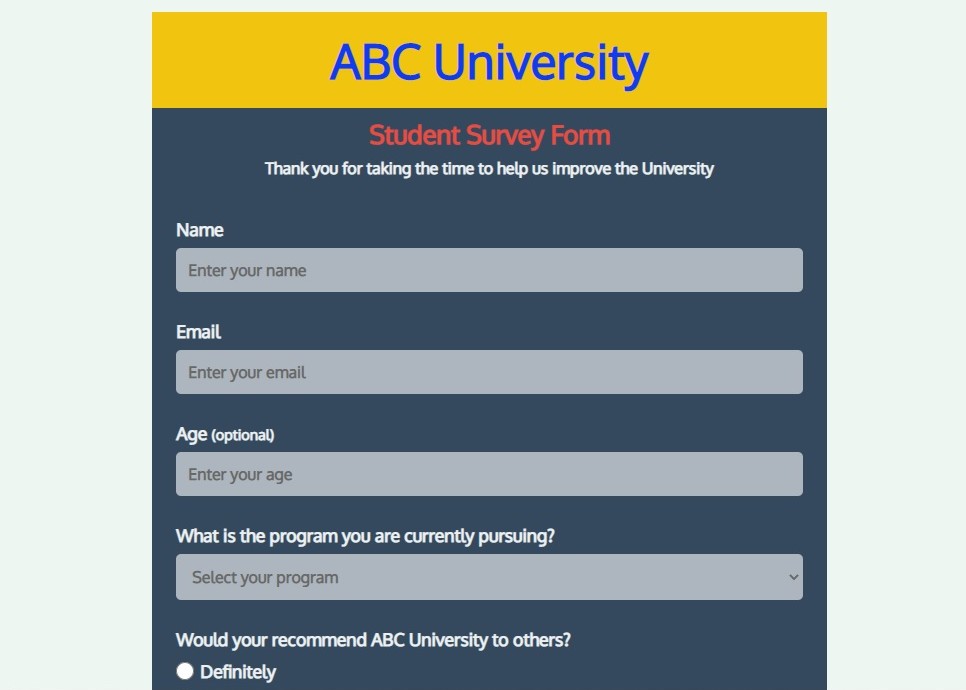 ABC University
Student Survey Form
Thank you for taking the time to help us improve the University
Name
Enter your name
Email
Enter your email
Age (optional)
Enter your age
What is the program you are currently pursuing?
Select your program
Would your recommend ABC University to others?
Definitely